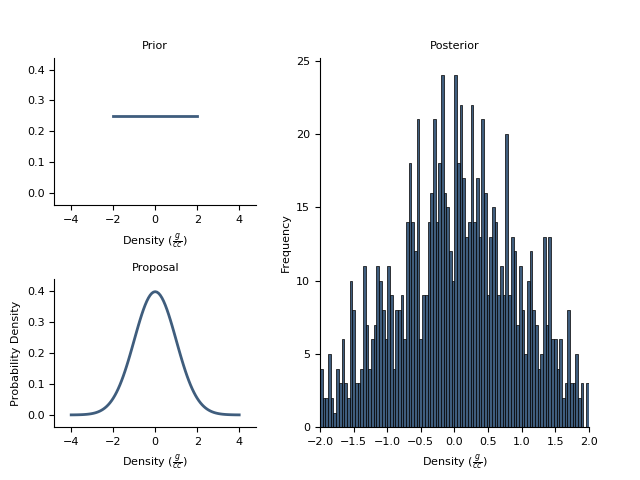 Prior
0.4
0.3
0.2
0.1
0.0
−4 −2 0 2 4
Density (g/cc)
Proposal
Probability Density
0.4
0.3
0.2
0.1
0.0
−4 −2 0 2 4
Density (g/cc)
Posterior
Frequency
25
20
15
10
5
0
−2.0 −1.5 −1.0 −0.5 0.0 0.5 1.0 1.5 2.0
Density (g/cc)